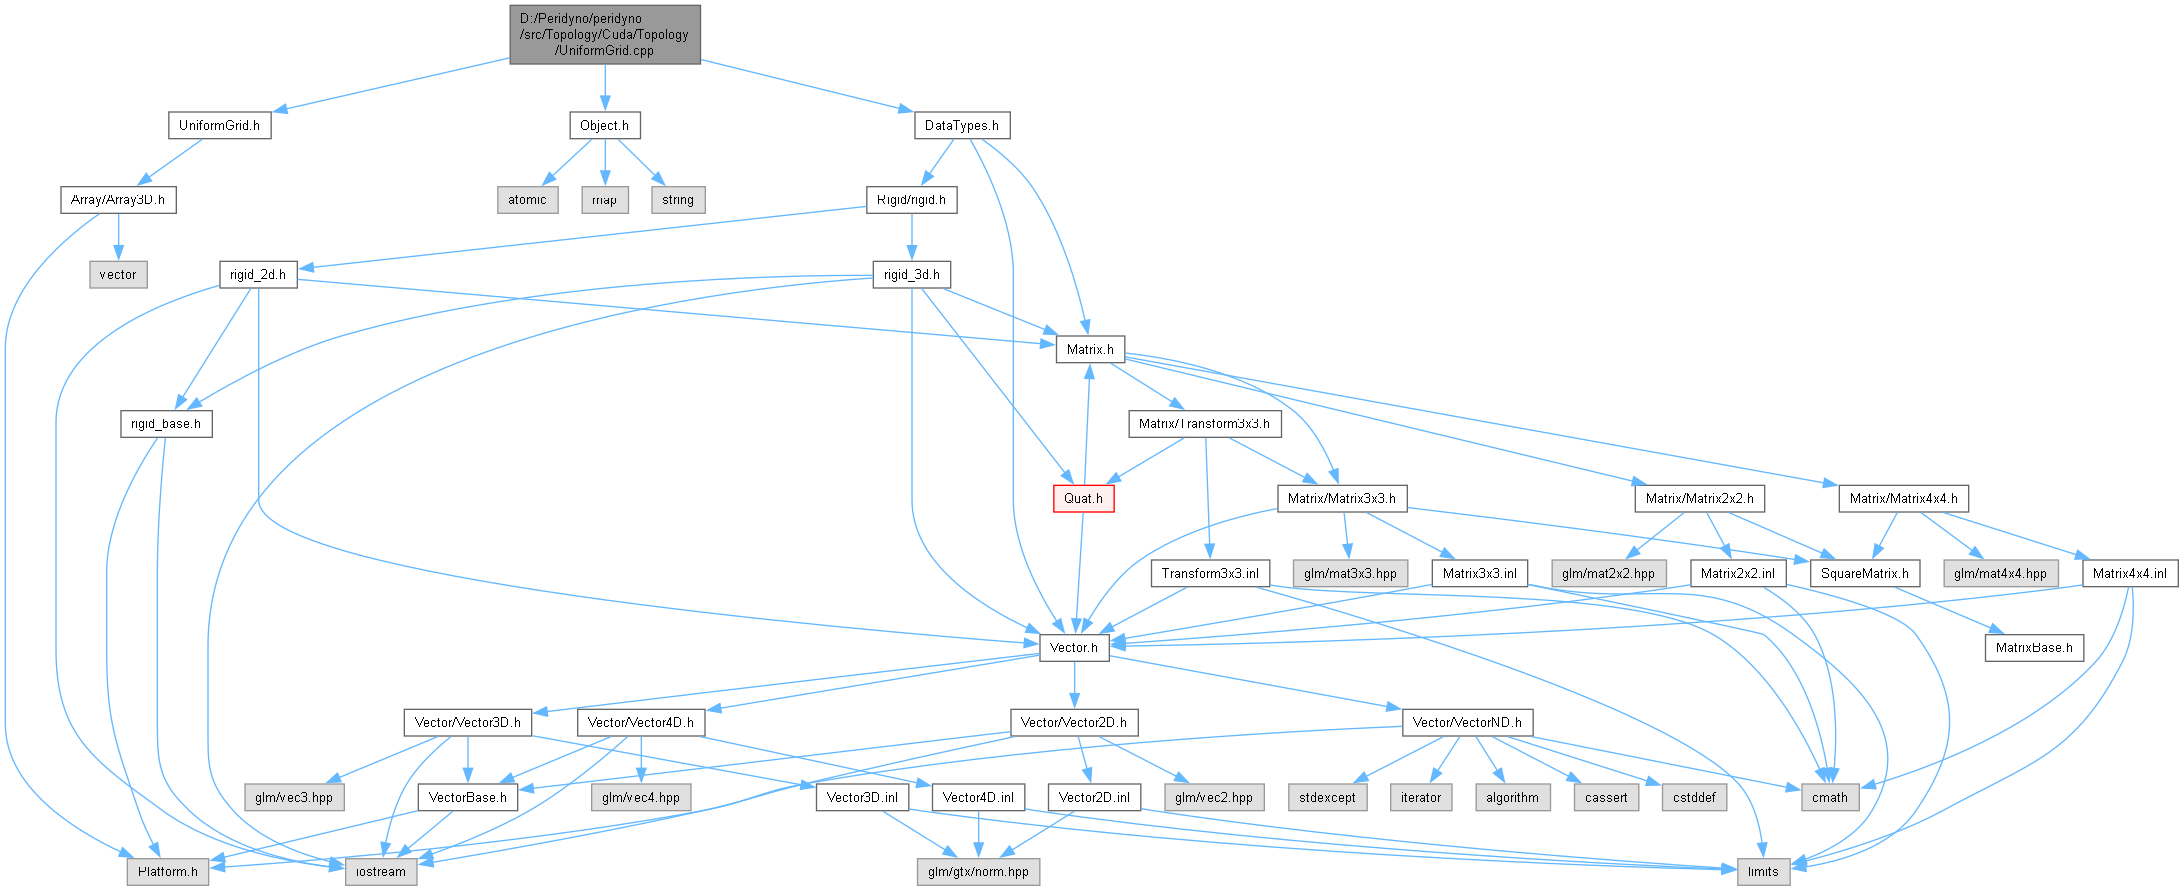 D:/Peridyno/peridyno
/src/Topology/Cuda/Topology
/UniformGrid.cpp
UniformGrid.h
Object.h
DataTypes.h
Array/Array3D.h
atomic
map
string
Rigid/rigid.h
vector
rigid_2d.h
rigid_3d.h
Matrix.h
rigid_base.h
Matrix/Transform3x3.h
Quat.h
Matrix/Matrix3x3.h
Matrix/Matrix2x2.h
Matrix/Matrix4x4.h
Transform3x3.inl
glm/mat3x3.hpp
Matrix3x3.inl
glm/mat2x2.hpp
Matrix2x2.inl
SquareMatrix.h
glm/mat4x4.hpp
Matrix4x4.inl
Vector.h
MatrixBase.h
Vector/Vector3D.h
Vector/Vector4D.h
Vector/Vector2D.h
Vector/VectorND.h
glm/vec3.hpp
VectorBase.h
glm/vec4.hpp
Vector3D.inl
Vector4D.inl
Vector2D.inl
glm/vec2.hpp
stdexcept
iterator
algorithm
cassert
cstddef
cmath
Platform.h
iostream
glm/gtx/norm.hpp
limits